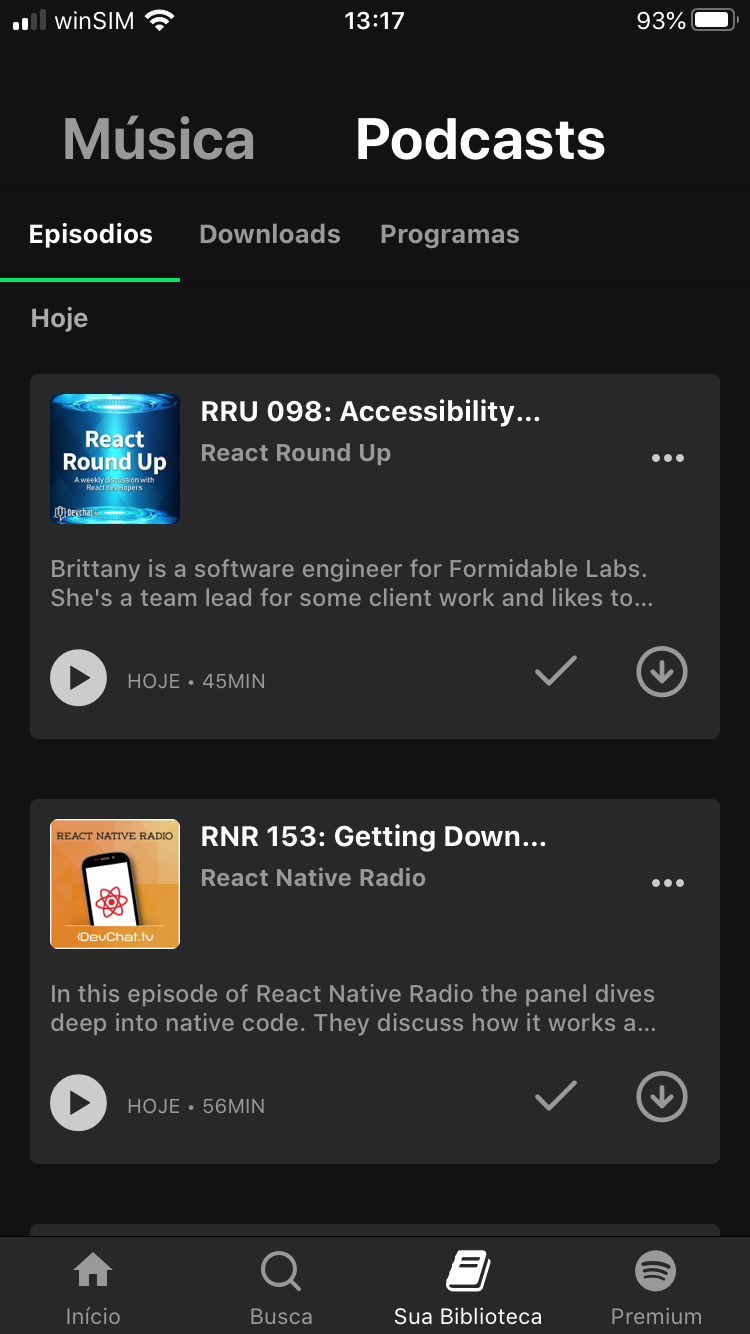 winSIM 13:17 93%
Música Podcasts
Episodios Downloads Programas
Hoje
React
Round Up
A weekly discussion with
React developers
Devchat.tv
RRU 098: Accessibility...
React Round Up
Brittany is a software engineer for Formidable Labs.
She's a team lead for some client work and likes to...
HOJE • 45MIN
REACT NATIVE RADIO
DevChat.tv
RNR 153: Getting Down...
React Native Radio
In this episode of React Native Radio the panel dives
deep into native code. They discuss how it works a...
HOJE • 56MIN
Início Busca Sua Biblioteca Premium